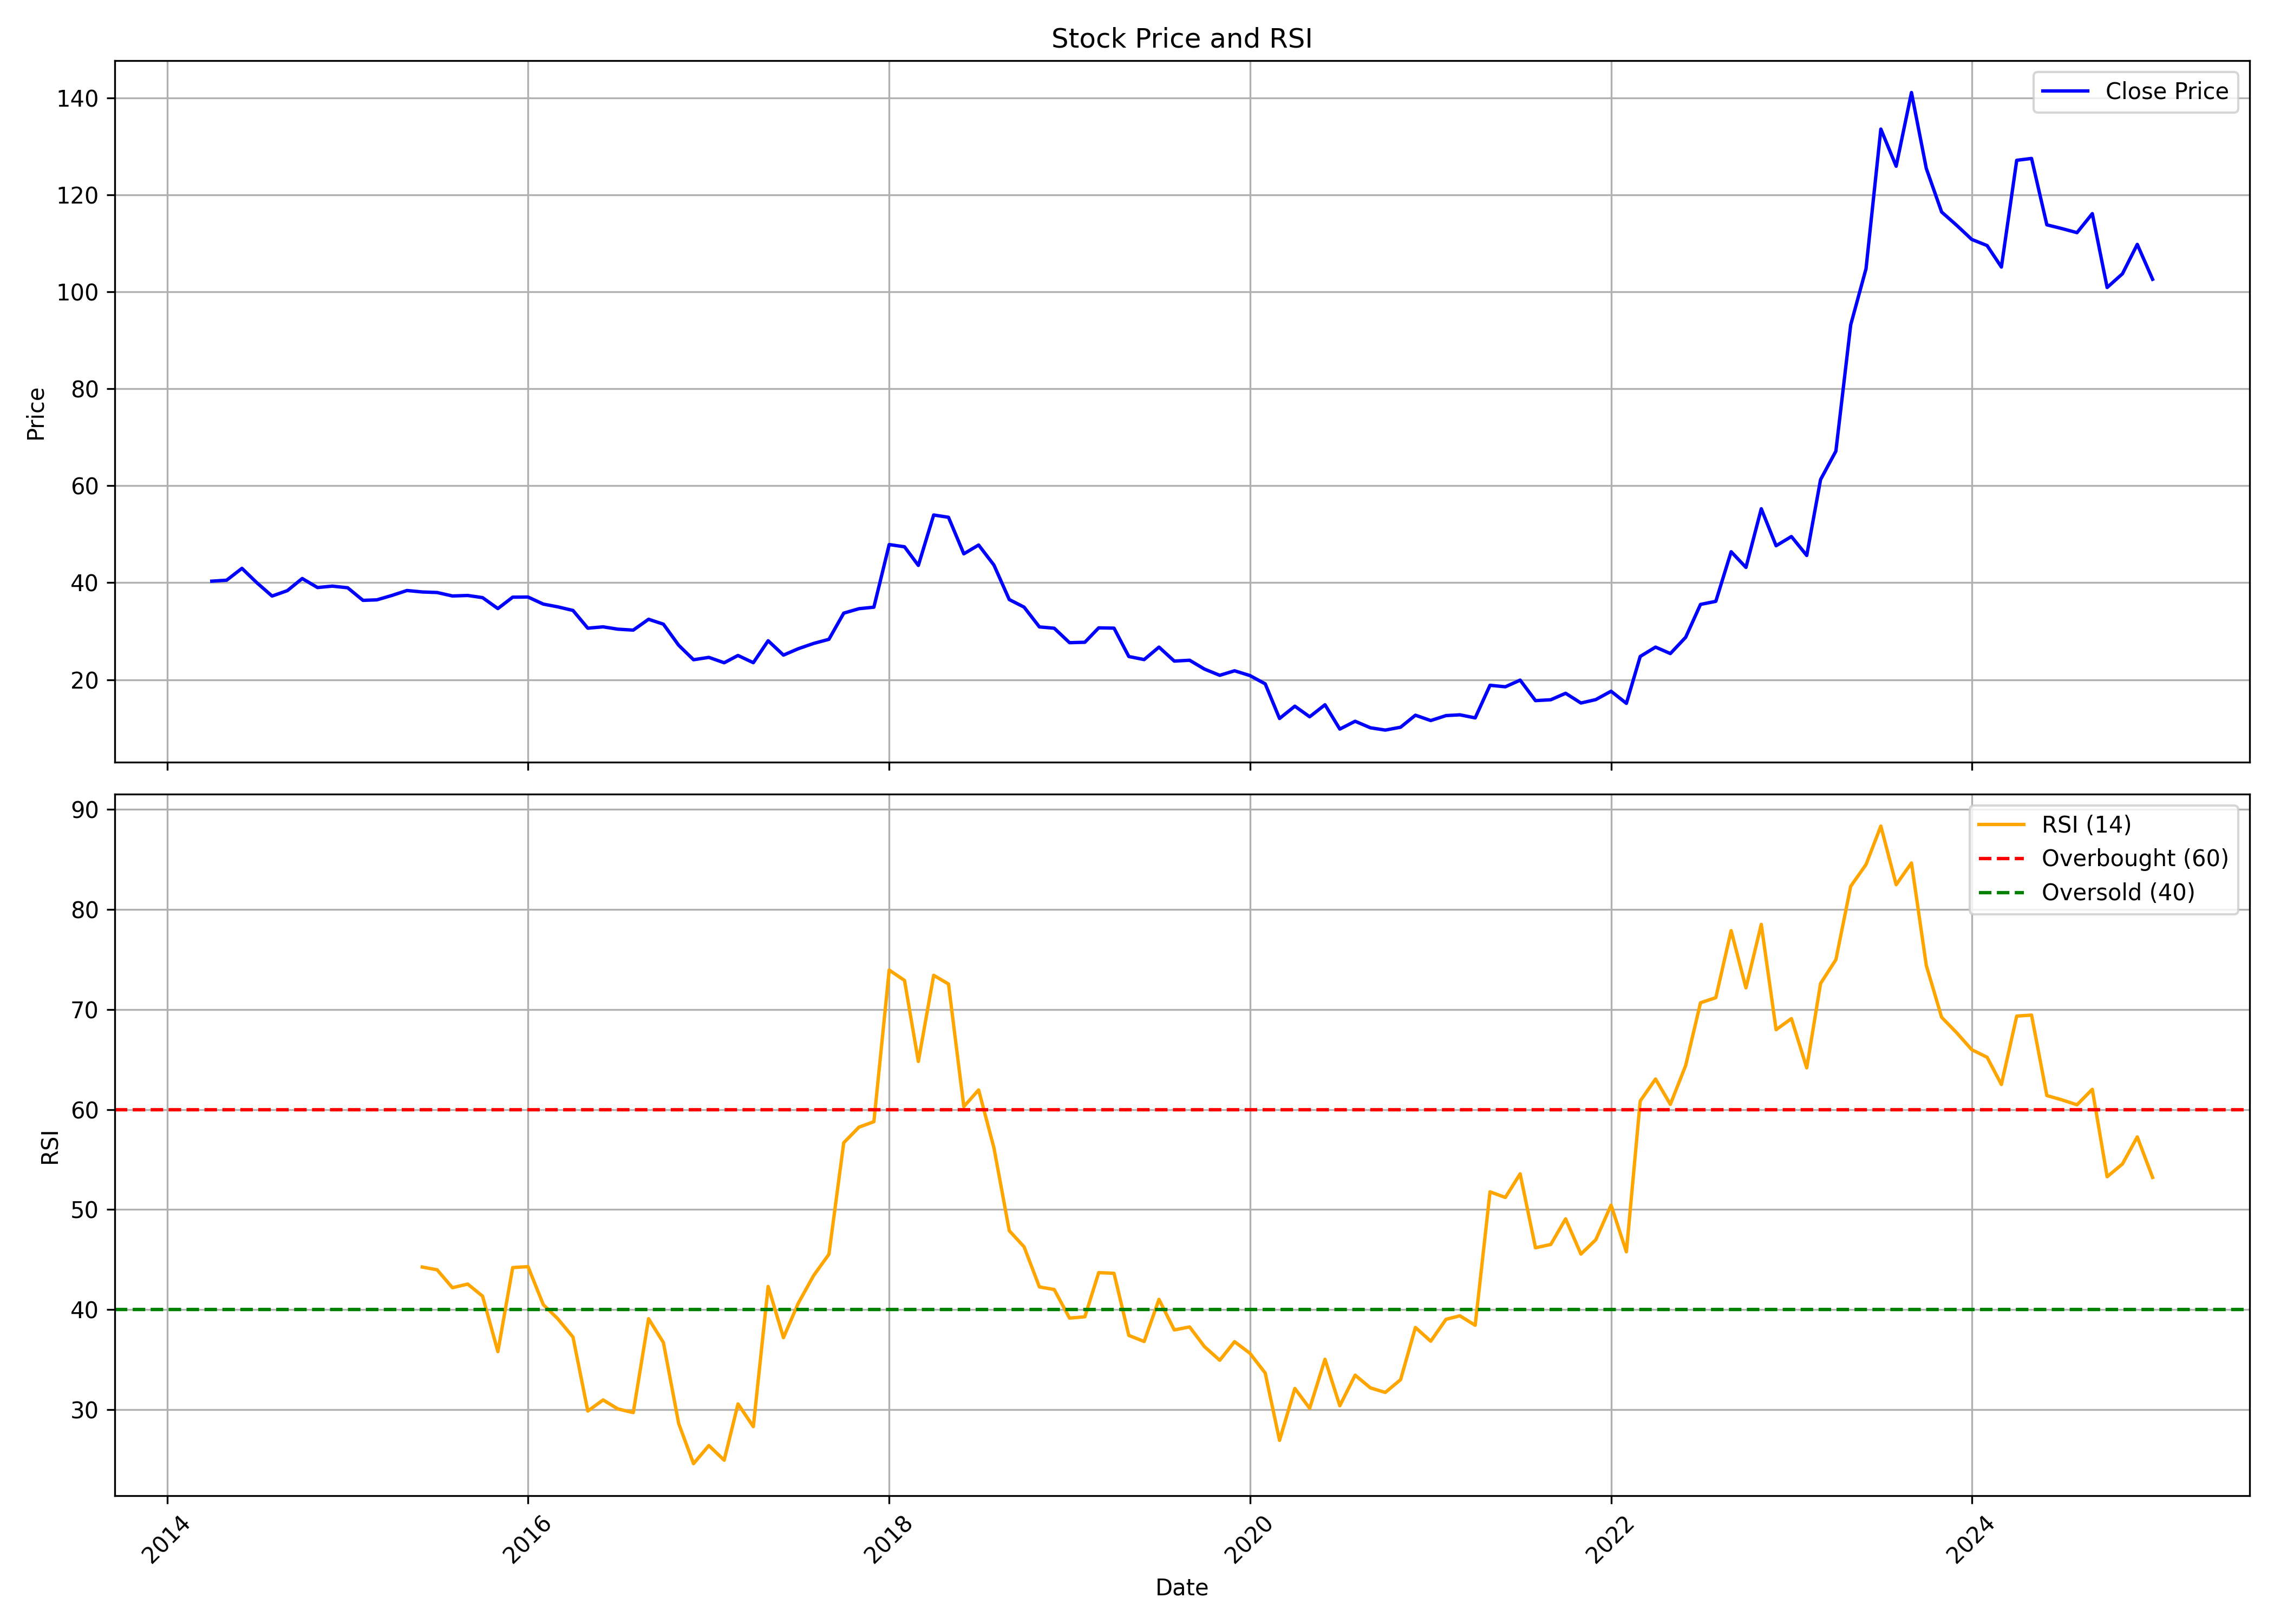 Stock Price and RSI
Close Price
140
120
100
80
60
40
20
Price
RSI (14)
Overbought (60)
Oversold (40)
90
80
70
60
50
40
30
RSI
2014
2016
2018
2020
2022
2024
Date